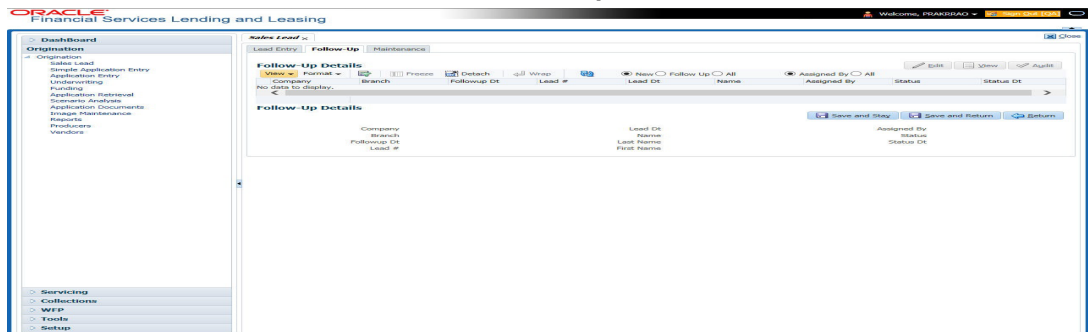 ORACLE
Financial Services Lending and Leasing
Welcome, PRAKRRAO
Sign Out [QA]
DashBoard
Origination
Origination
Sales Lead
Simple Application Entry
Application Entry
Underwriting
Funding
Application Retrieval
Scenario Analysis
Application Documents
Image Maintenance
Reports
Producers
Vendors
Servicing
Collections
WFP
Tools
Setup
Sales Lead x
Close
Lead Entry Follow-Up Maintenance
Follow-Up Details
Edit View Audit
View Format Freeze Detach Wrap New Follow Up All Assigned By All
Company Branch Followup Dt Lead # Lead Dt Name Assigned By Status Status Dt
No data to display.
Follow-Up Details
Save and Stay Save and Return Return
Company Lead Dt Assigned By
Branch Name Status
Followup Dt Last Name Status Dt
Lead # First Name